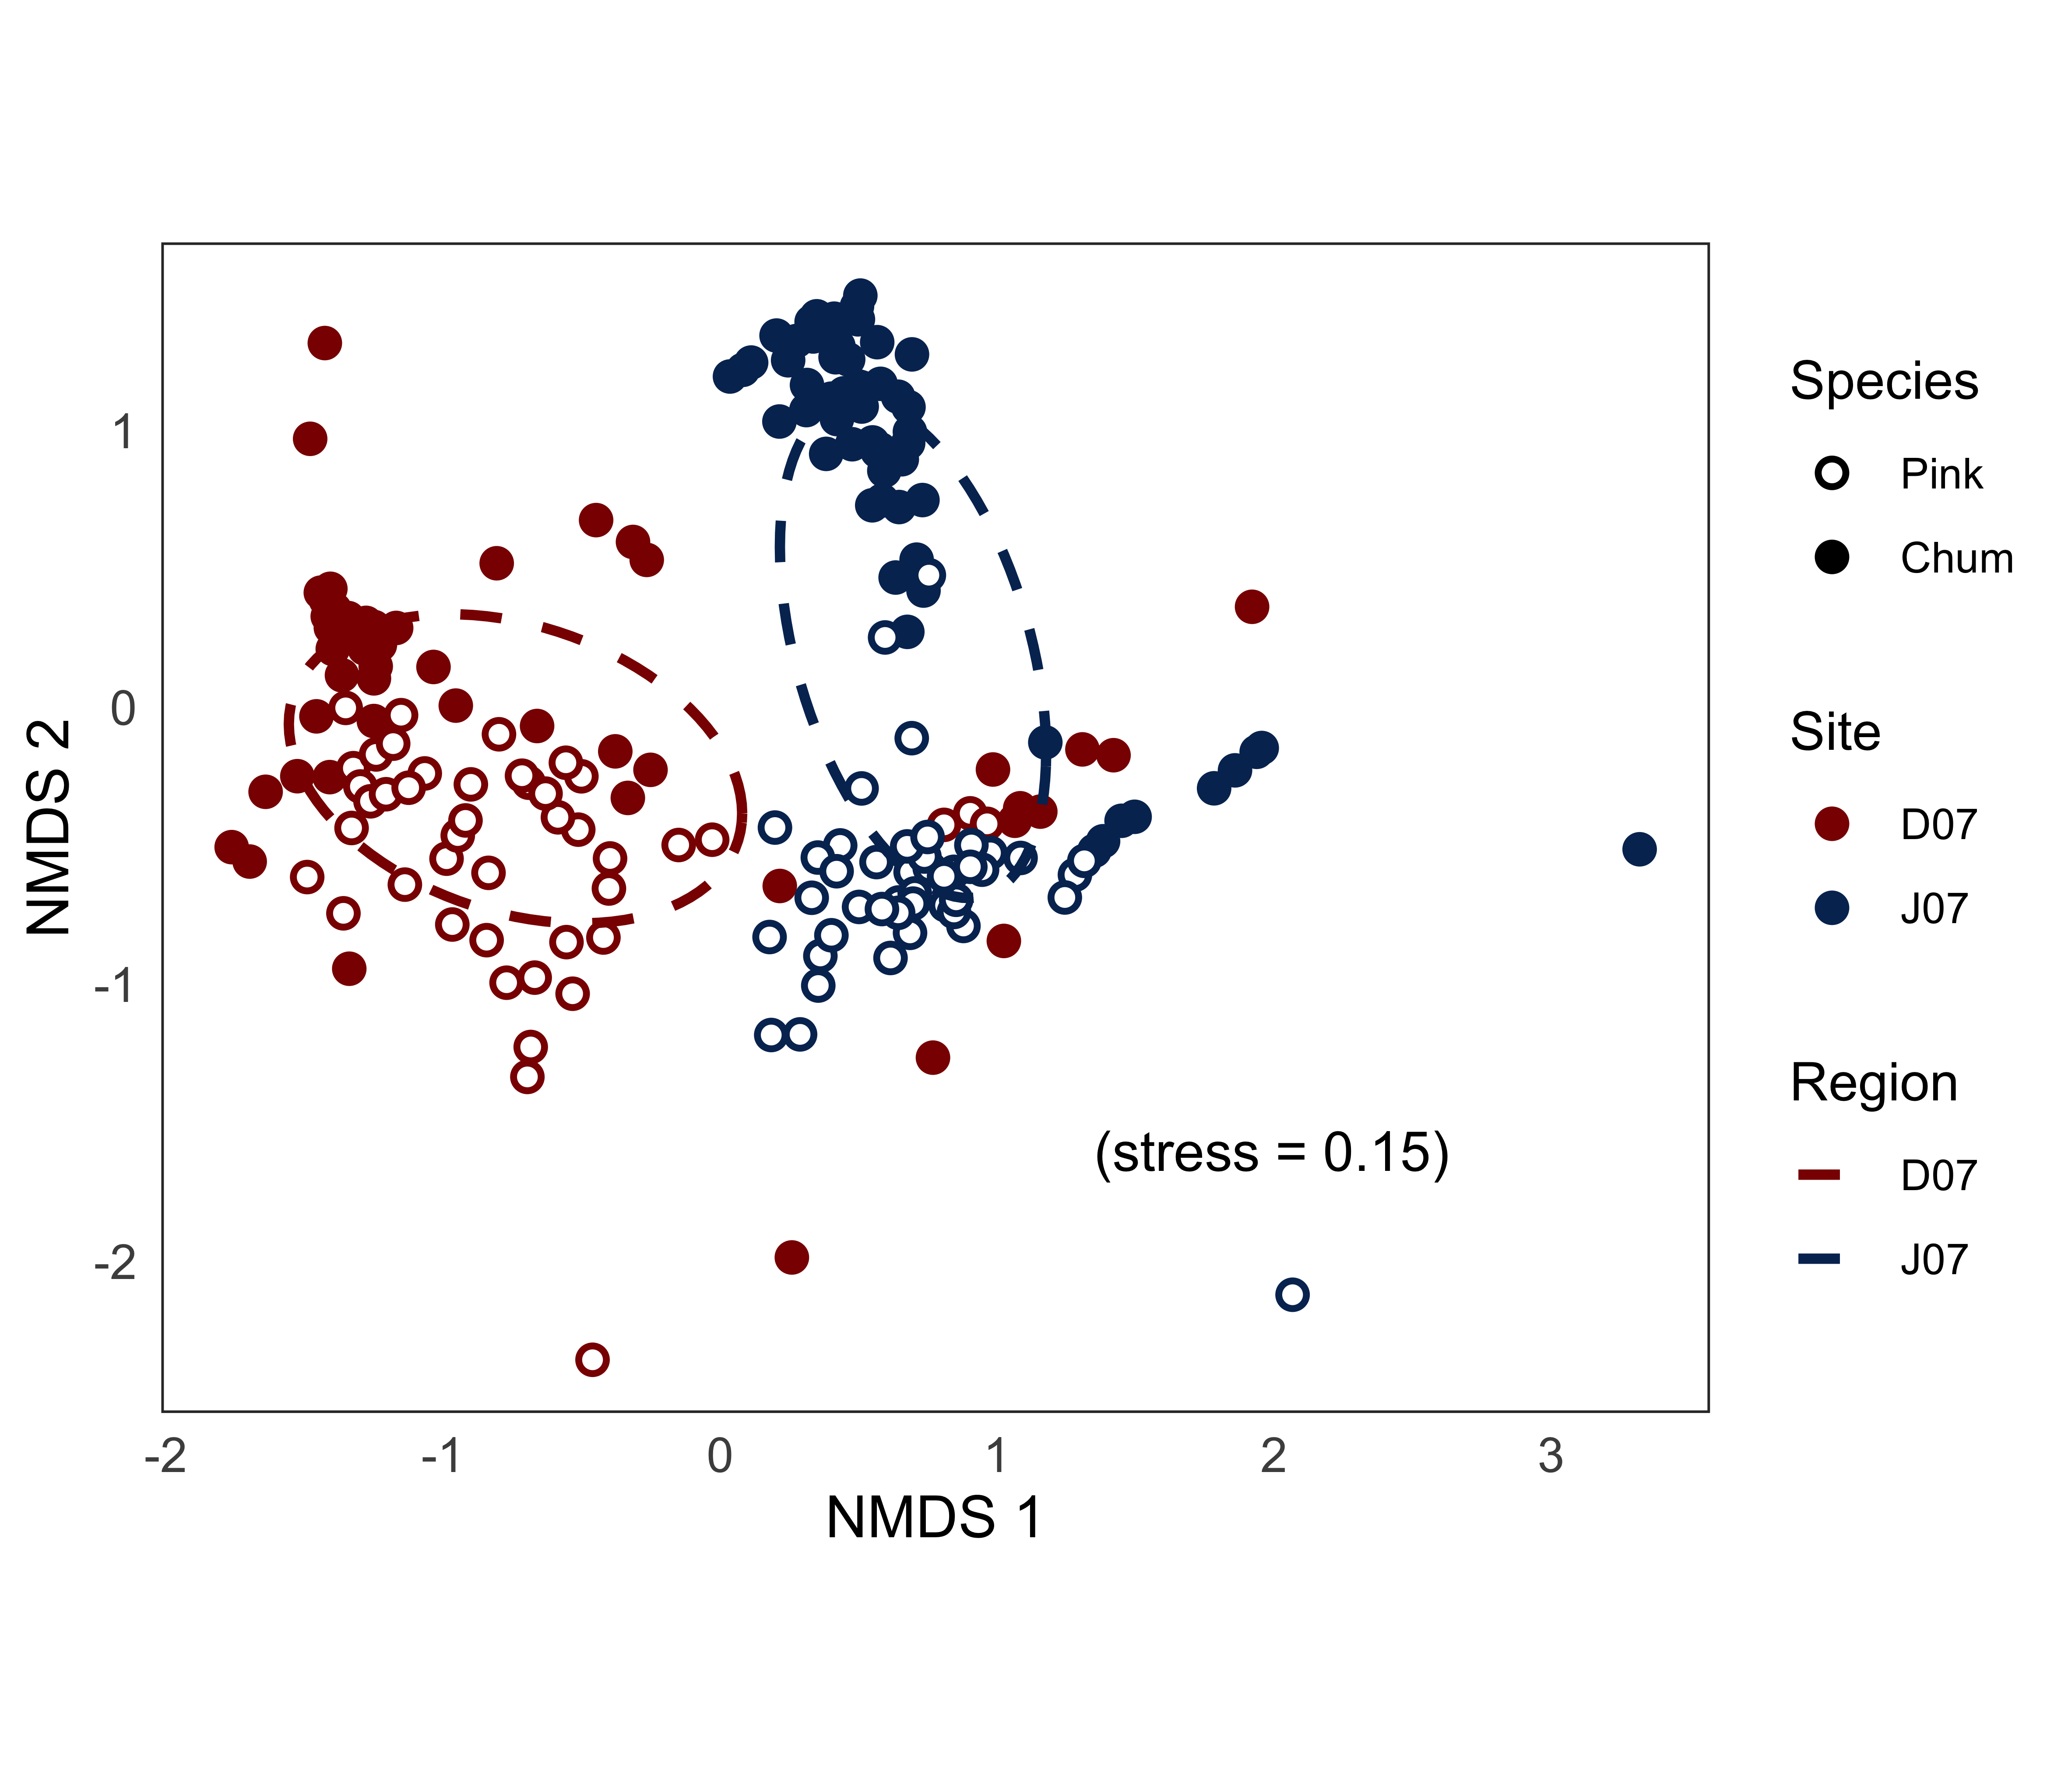 NMDS 2
1
0
-1
-2
-2
-1
0
1
2
3
NMDS 1
(stress = 0.15)
Species
Pink
Chum
Site
D07
J07
Region
D07
J07